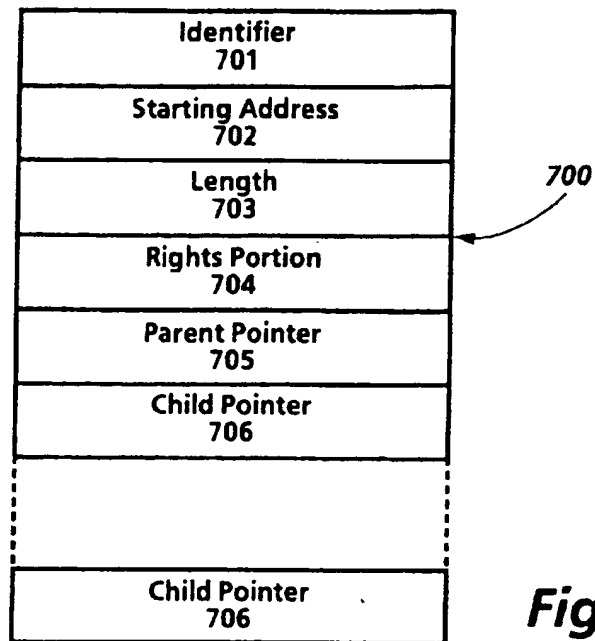 Identifier
701
Starting Address
702
Length
703
700
Rights Portion
704
Parent Pointer
705
Child Pointer
706
Child Pointer
706
Fig